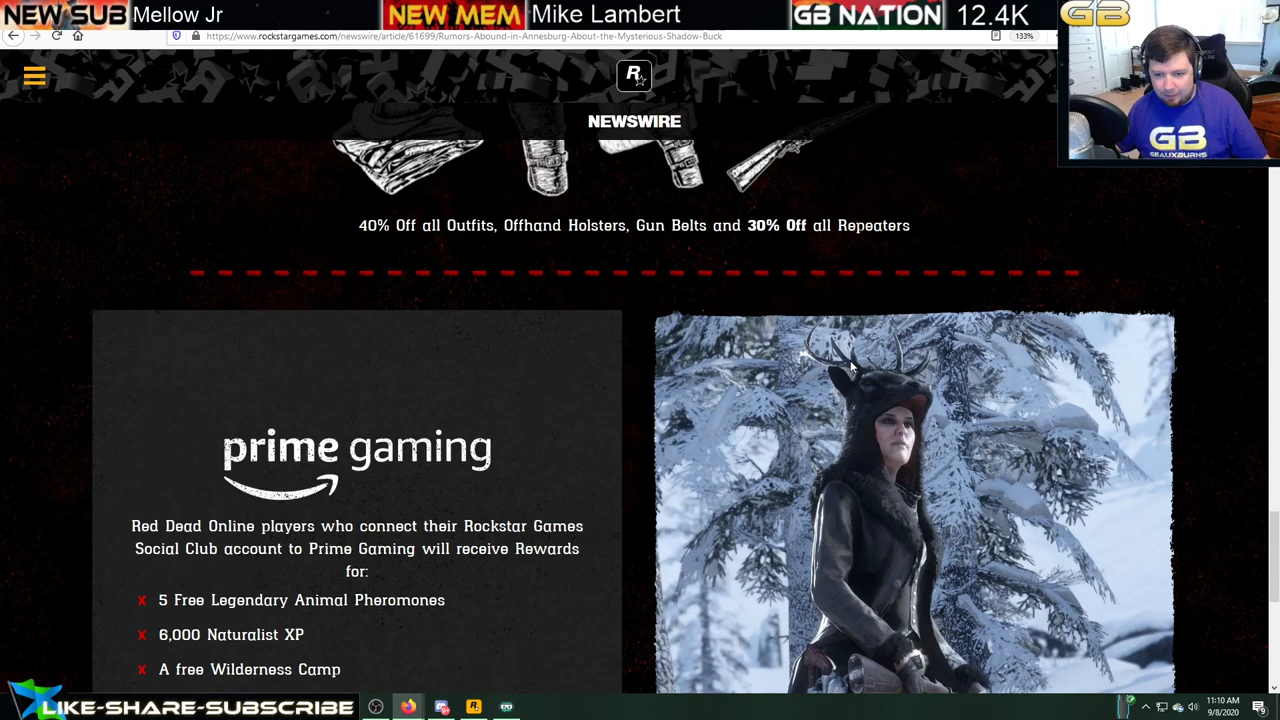 NEW SUB Mellow Jr NEW MEM Mike Lambert GB NATION 12.4K GB
https://www.rockstargames.com/newswire/article/61699/Rumors-Abound-in-Annesburg-About-the-Mysterious-Shadow-Buck 133%
R
NEWSWIRE
GB
GEAUXBURNS
40% Off all Outfits, Offhand Holsters, Gun Belts and 30% Off all Repeaters
prime gaming
Red Dead Online players who connect their Rockstar Games
Social Club account to Prime Gaming will receive Rewards
for:
5 Free Legendary Animal Pheromones
6,000 Naturalist XP
A free Wilderness Camp
LIKE-SHARE-SUBSCRIBE
11:10 AM
9/8/2020